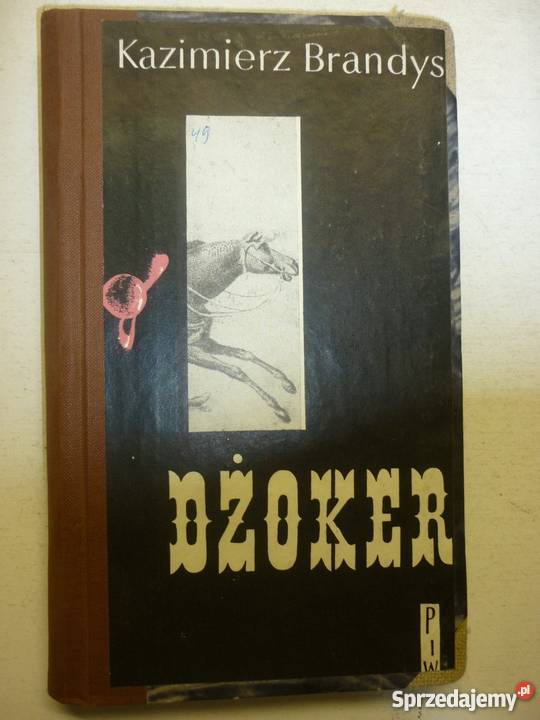 Kazimierz Brandys
49
DŻOKER
P
I
W
Sprzedajemy.pl